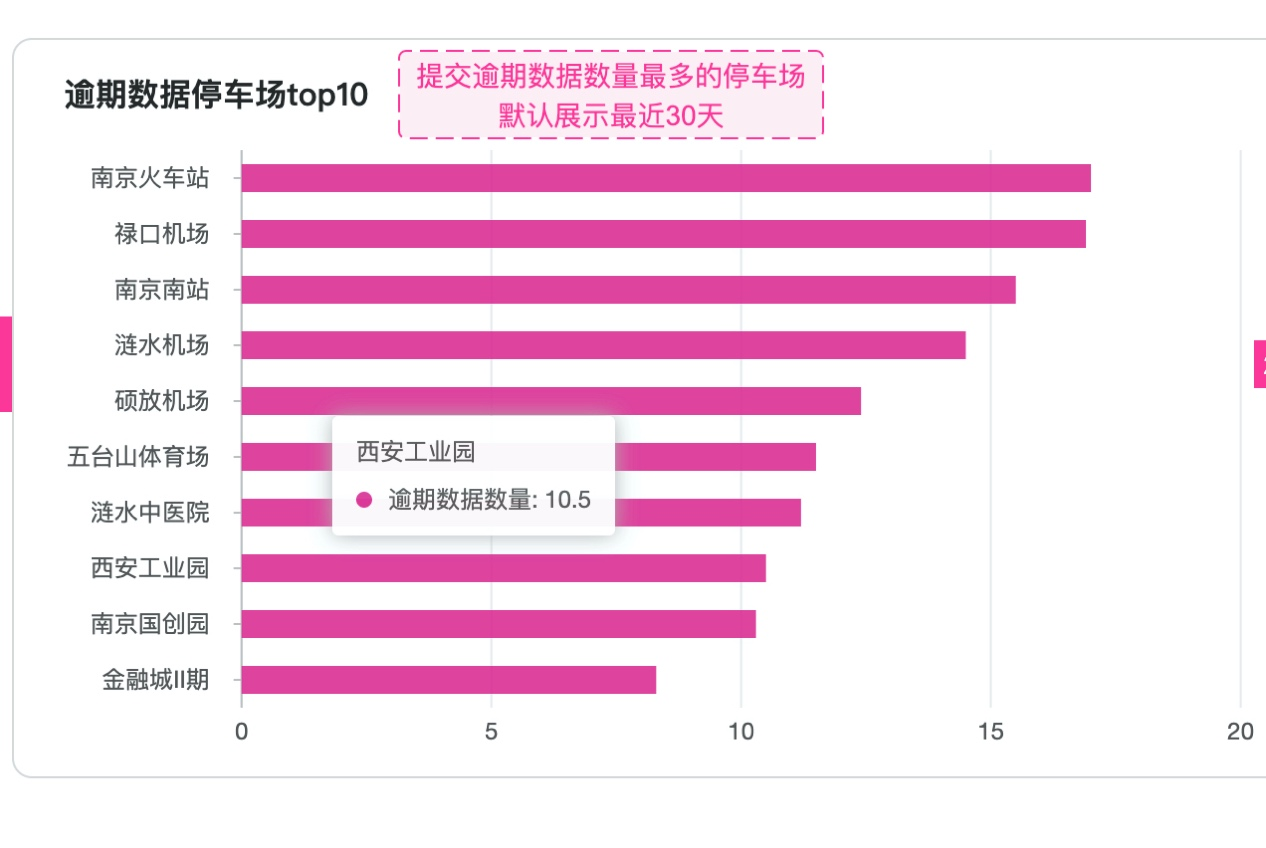 逾期数据停车场top10
提交逾期数据数量最多的停车场
默认展示最近30天
南京火车站
禄口机场
南京南站
涟水机场
硕放机场
五台山体育场
涟水中医院
西安工业园
南京国创园
金融城II期
西安工业园
逾期数据数量: 10.5
0 5 10 15 20